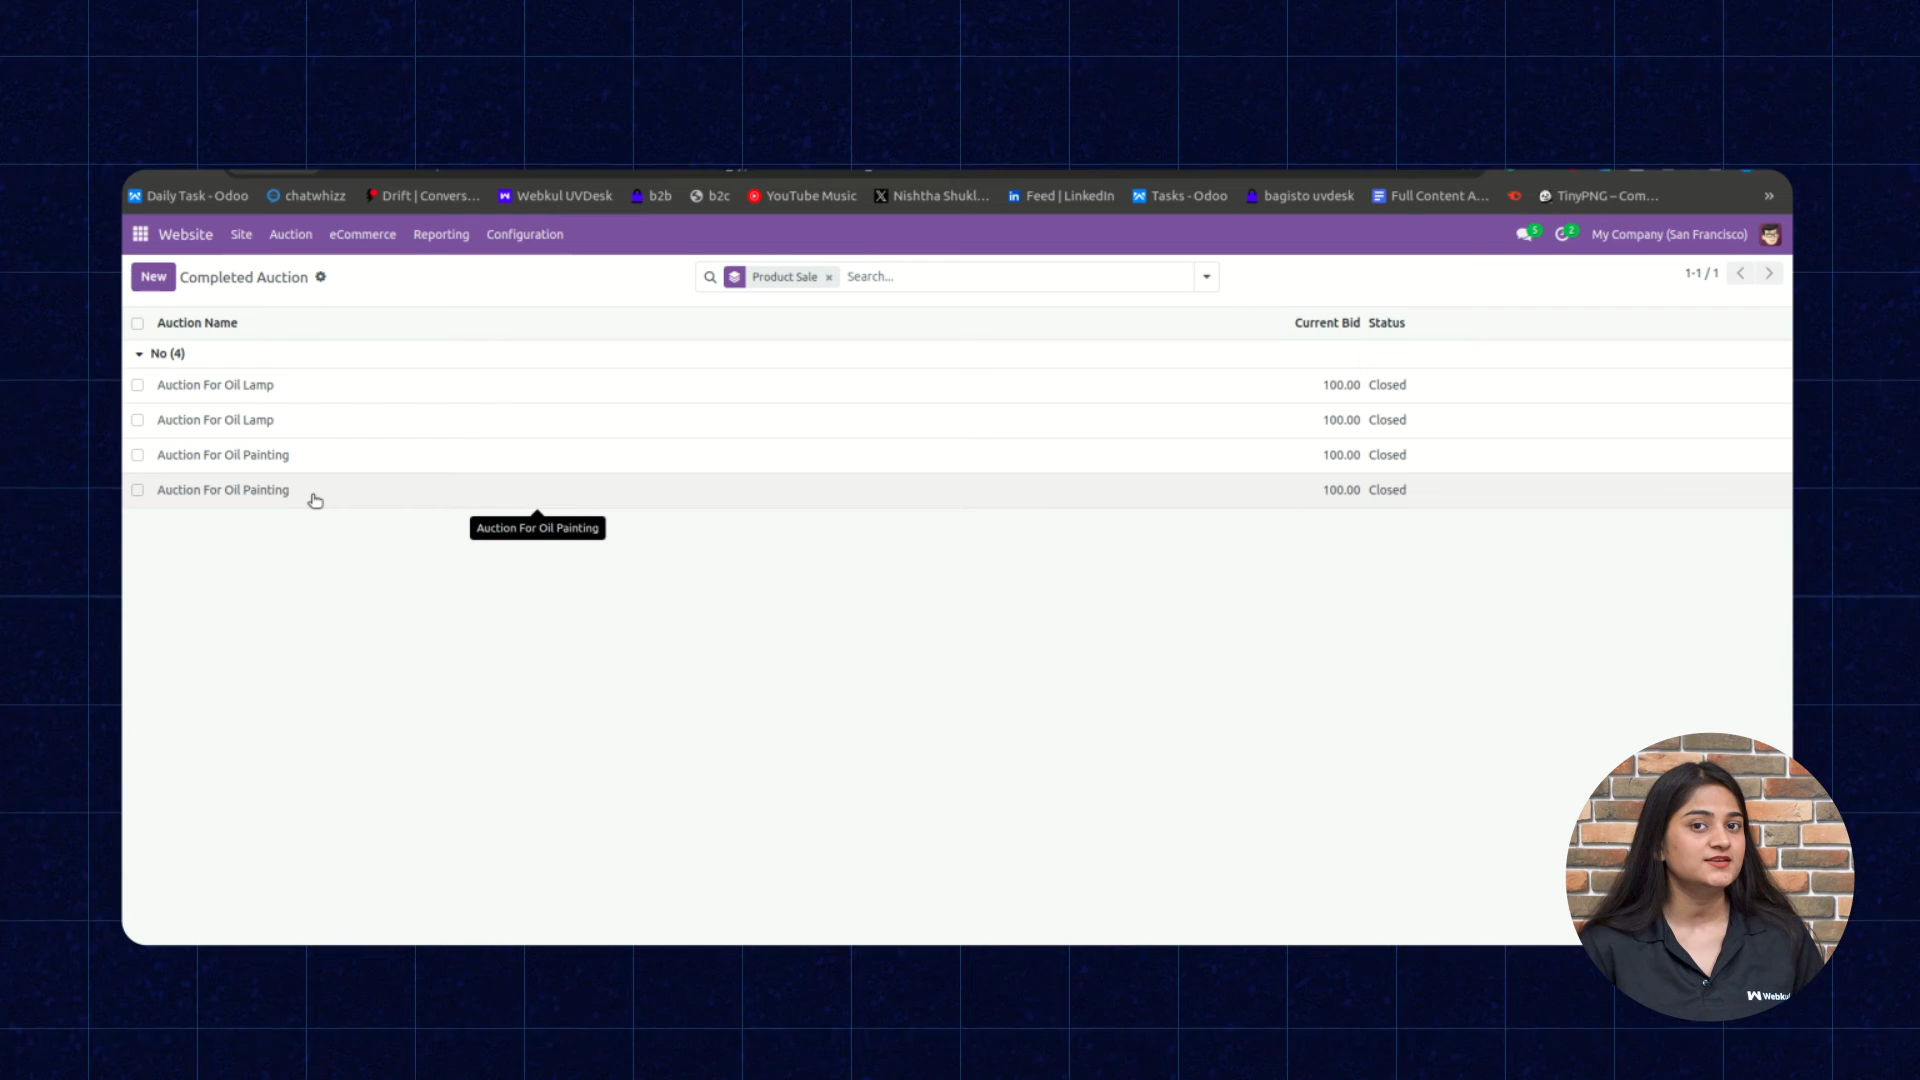 Daily Task - Odoo chatwhizz Drift | Convers... Webkul UVDesk b2b b2c YouTube Music Nishtha Shukl... Feed | LinkedIn Tasks - Odoo bagisto uvdesk Full Content A... TinyPNG – Com... »
Website Site Auction eCommerce Reporting Configuration 5 2 My Company (San Francisco)
New Completed Auction Product Sale × Search... 1-1 / 1
Auction Name Current Bid Status
No (4)
Auction For Oil Lamp 100.00 Closed
Auction For Oil Lamp 100.00 Closed
Auction For Oil Painting 100.00 Closed
Auction For Oil Painting 100.00 Closed
Auction For Oil Painting